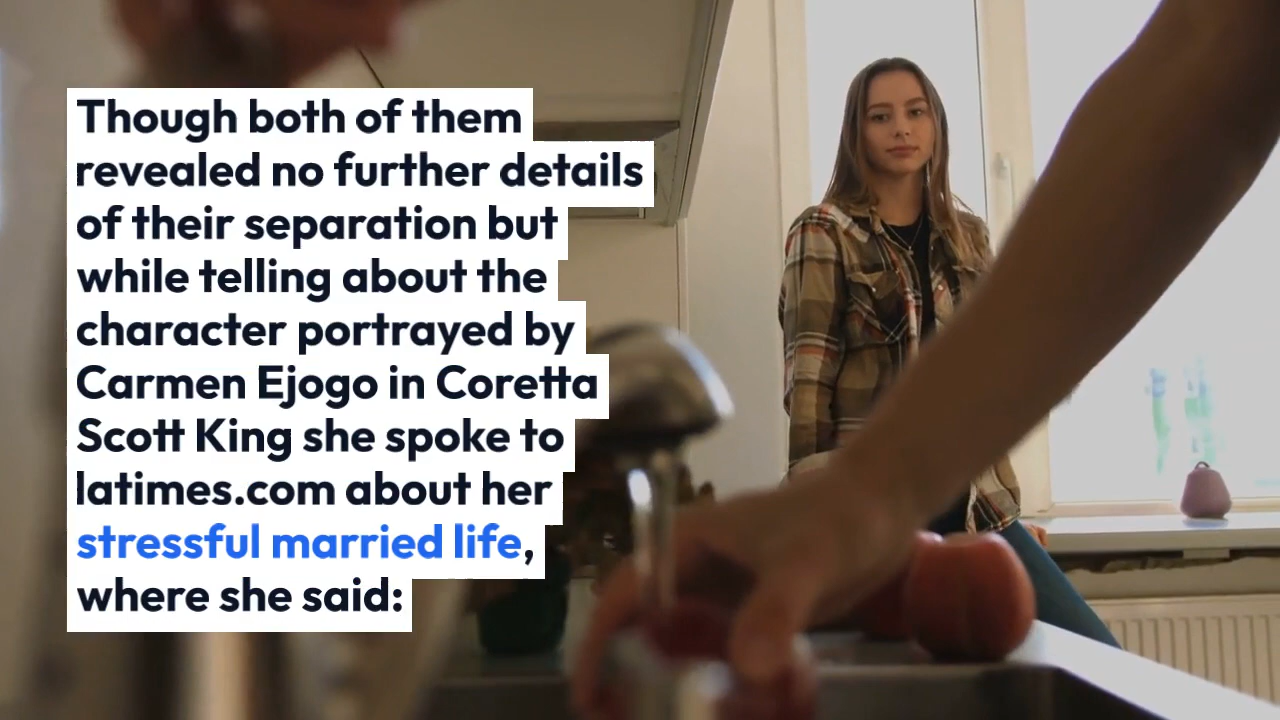 Though both of them
revealed no further details
of their separation but
while telling about the
character portrayed by
Carmen Ejogo in Coretta
Scott King she spoke to
latimes.com about her
stressful married life,
where she said: